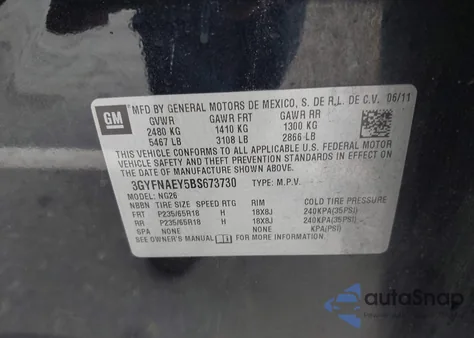 GM
MFD BY GENERAL MOTORS DE MEXICO, S. DE R.L. DE C.V. 06/11
GVWR GAWR FRT GAWR RR
2480 KG 1410 KG 1300 KG
5467 LB 3108 LB 2866 LB
THIS VEHICLE CONFORMS TO ALL APPLICABLE U.S. FEDERAL MOTOR
VEHICLE SAFETY, BUMPER, AND THEFT PREVENTION STANDARDS
IN EFFECT ON THE DATE OF MANUFACTURE SHOWN ABOVE.
3GYFNAEY5BS673730 TYPE: M.P.V.
MODEL: NG26
NBBN TIRE SIZE SPEED RTG RIM COLD TIRE PRESSURE
FRT P235/65R18 H 18X8J 240KPA(35PSI)
RR P235/65R18 H 18X8J 240KPA(35PSI)
SPA NONE NONE KPA(PSI)
SEE OWNER'S MANUAL FOR MORE INFORMATION.
autoSnap